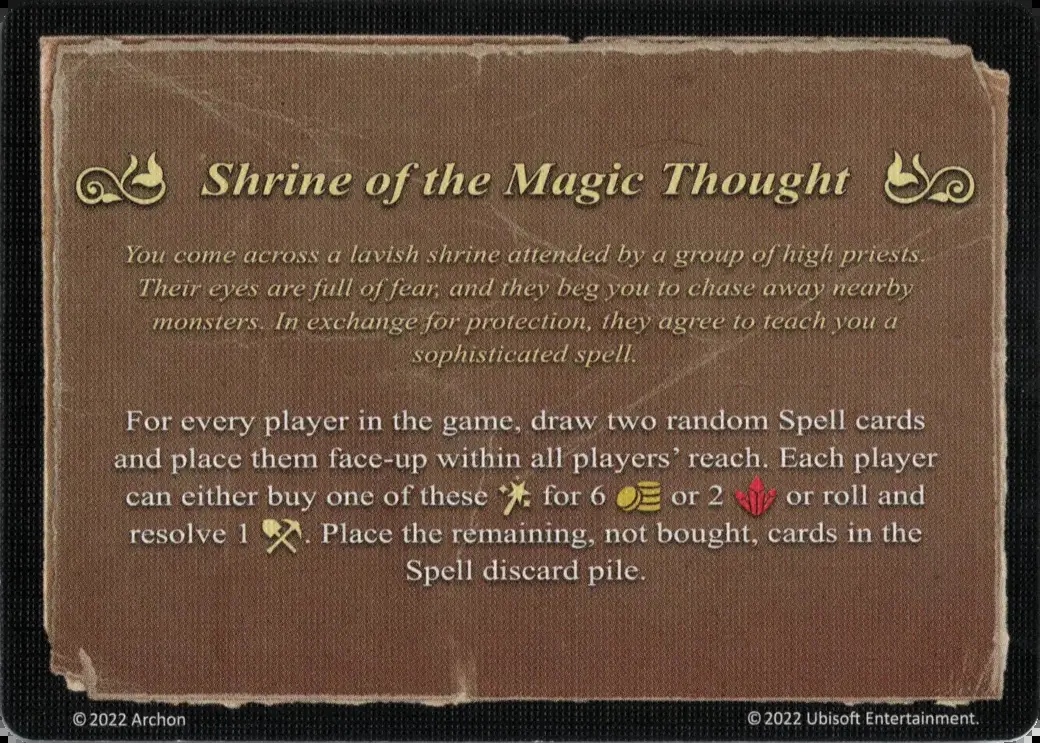 Shrine of the Magic Thought
You come across a lavish shrine attended by a group of high priests.
Their eyes are full of fear, and they beg you to chase away nearby
monsters. In exchange for protection, they agree to teach you a
sophisticated spell.
For every player in the game, draw two random Spell cards
and place them face-up within all players' reach. Each player
can either buy one of these for 6 or 2 or roll and
resolve 1 . Place the remaining, not bought, cards in the
Spell discard pile.
© 2022 Archon
© 2022 Ubisoft Entertainment.